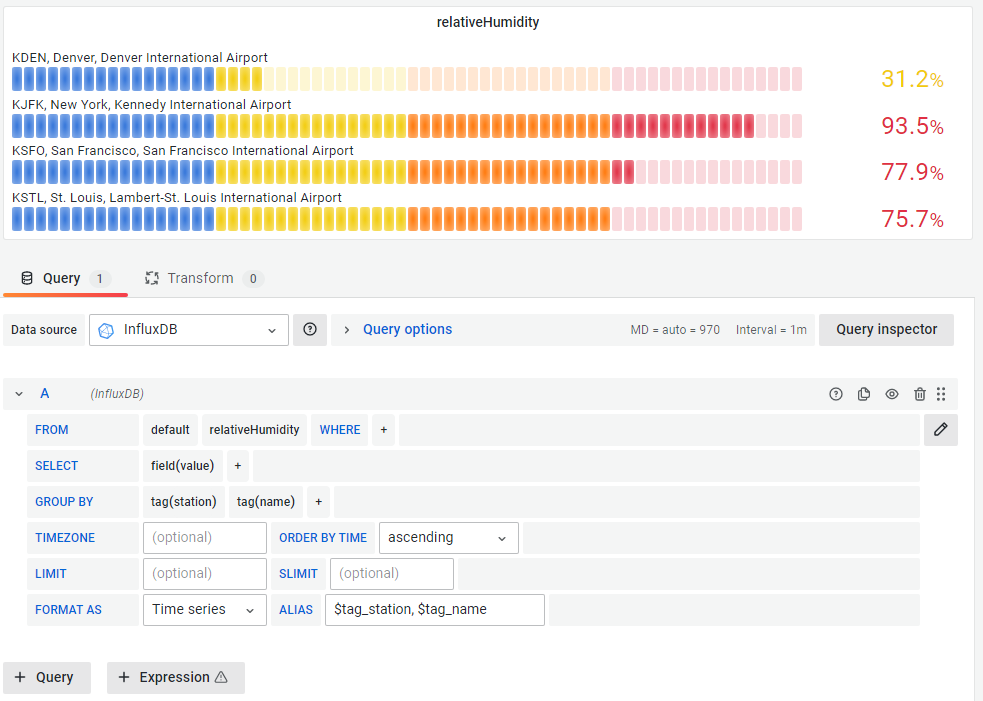 relativeHumidity
KDEN, Denver, Denver International Airport
31.2%
KJFK, New York, Kennedy International Airport
93.5%
KSFO, San Francisco, San Francisco International Airport
77.9%
KSTL, St. Louis, Lambert-St. Louis International Airport
75.7%
Query 1 Transform 0
Data source InfluxDB Query options MD = auto = 970 Interval = 1m Query inspector
A (InfluxDB)
FROM default relativeHumidity WHERE +
SELECT field(value) +
GROUP BY tag(station) tag(name) +
TIMEZONE (optional) ORDER BY TIME ascending
LIMIT (optional) SLIMIT (optional)
FORMAT AS Time series ALIAS $tag_station, $tag_name
+ Query + Expression